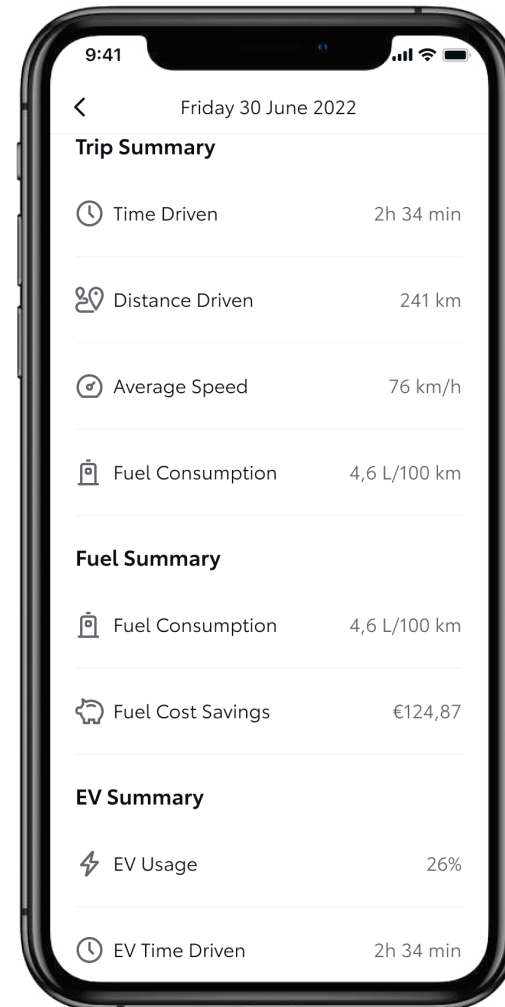 9:41
Friday 30 June 2022
Trip Summary
Time Driven 2h 34 min
Distance Driven 241 km
Average Speed 76 km/h
Fuel Consumption 4,6 L/100 km
Fuel Summary
Fuel Consumption 4,6 L/100 km
Fuel Cost Savings €124,87
EV Summary
EV Usage 26%
EV Time Driven 2h 34 min